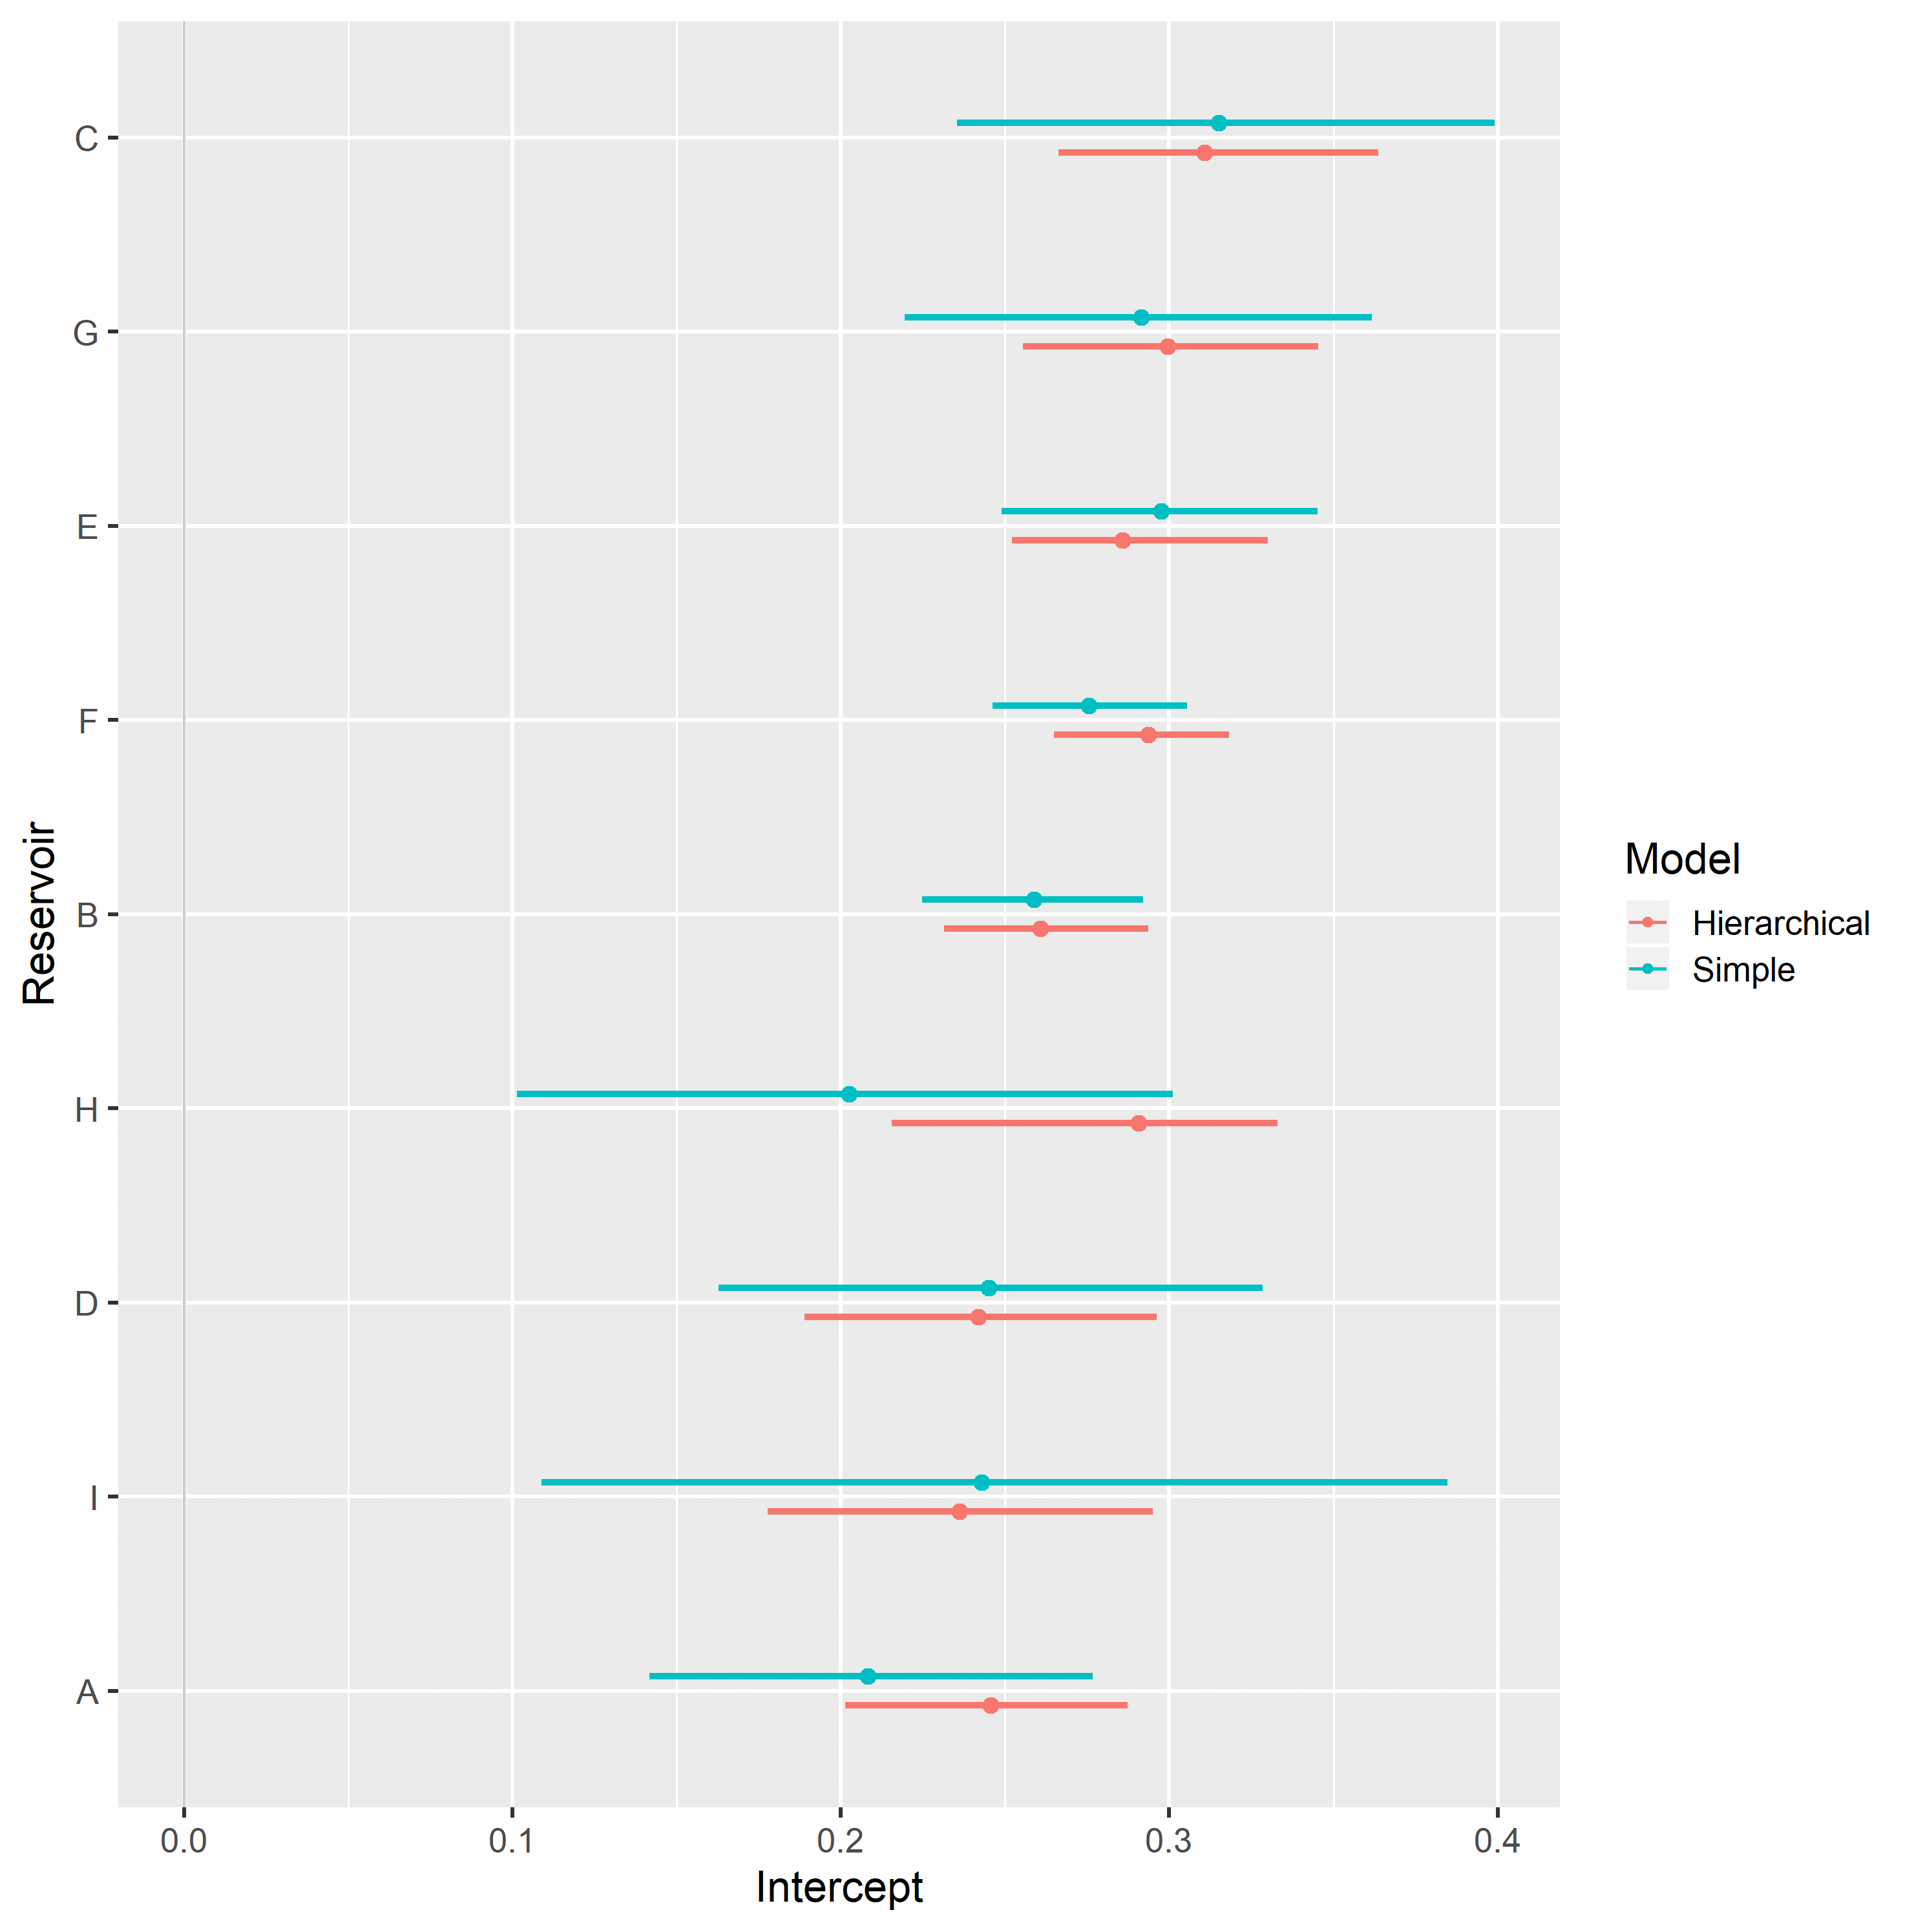 Reservoir
C
G
E
F
B
H
D
I
A
0.0 0.1 0.2 0.3 0.4
Intercept
Model
Hierarchical
Simple